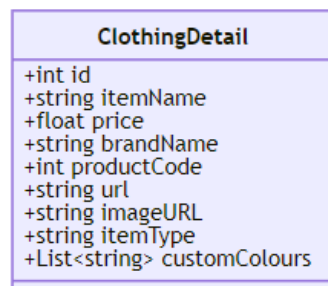 ClothingDetail
+int id
+string itemName
+float price
+string brandName
+int productCode
+string url
+string imageURL
+string itemType
+List<string> customColours